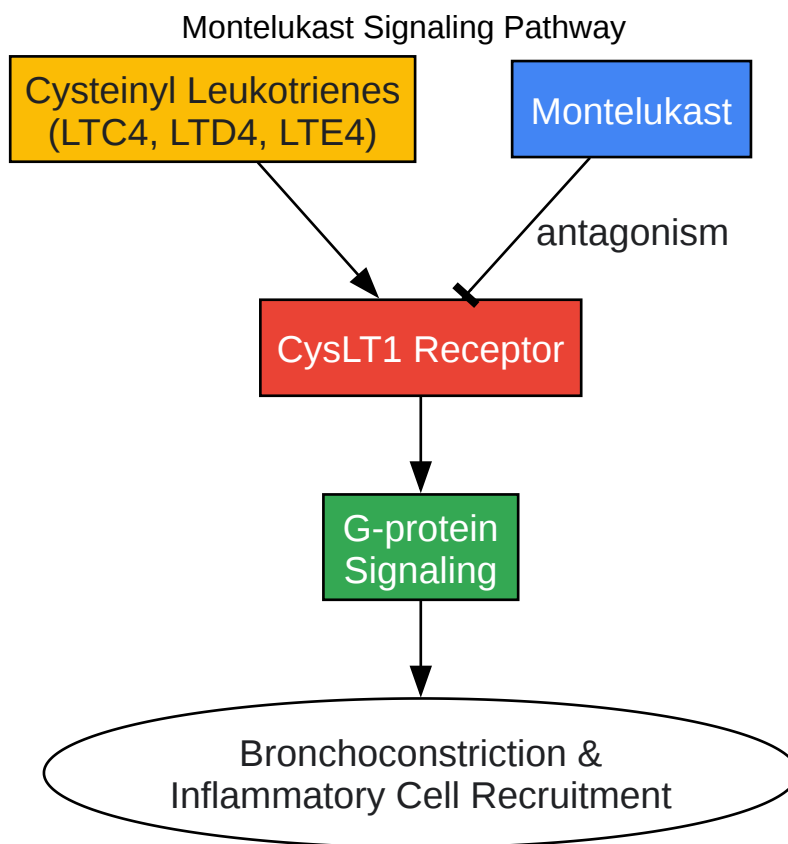 Montelukast Signaling Pathway
Cysteinyl Leukotrienes
(LTC4, LTD4, LTE4)
Montelukast
antagonism
CysLT1 Receptor
G-protein
Signaling
Bronchoconstriction &
Inflammatory Cell Recruitment